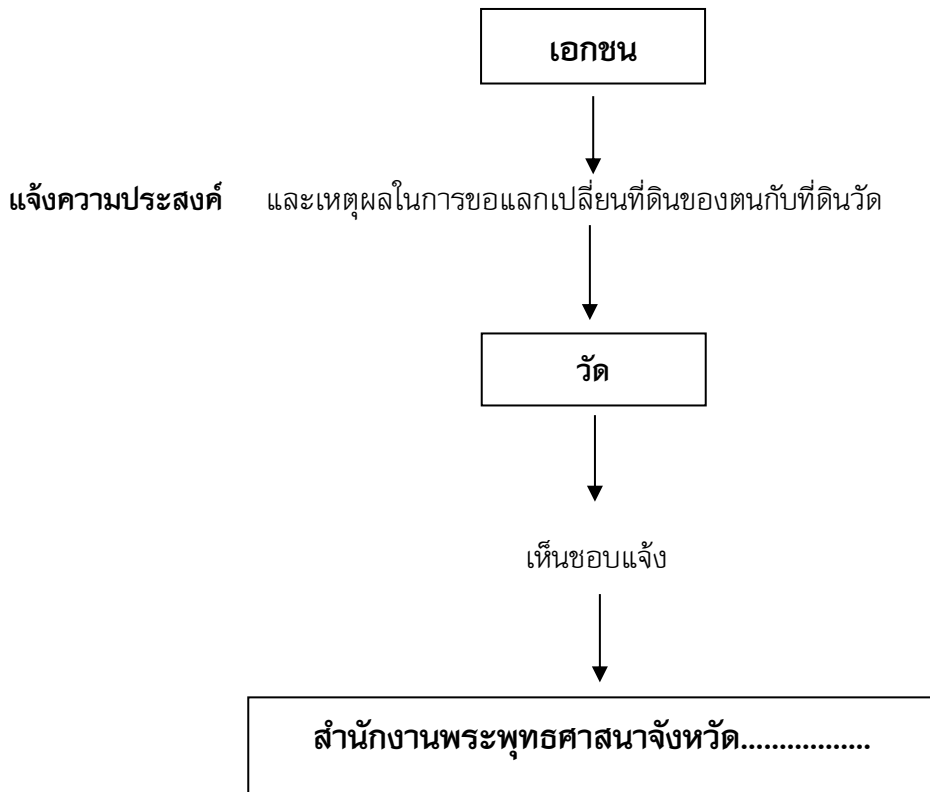 เอกชน
แจ้งความประสงค์ และเหตุผลในการขอแลกเปลี่ยนที่ดินของตนกับที่ดินวัด
วัด
เห็นชอบแจ้ง
สำนักงานพระพุทธศาสนาจังหวัด.................